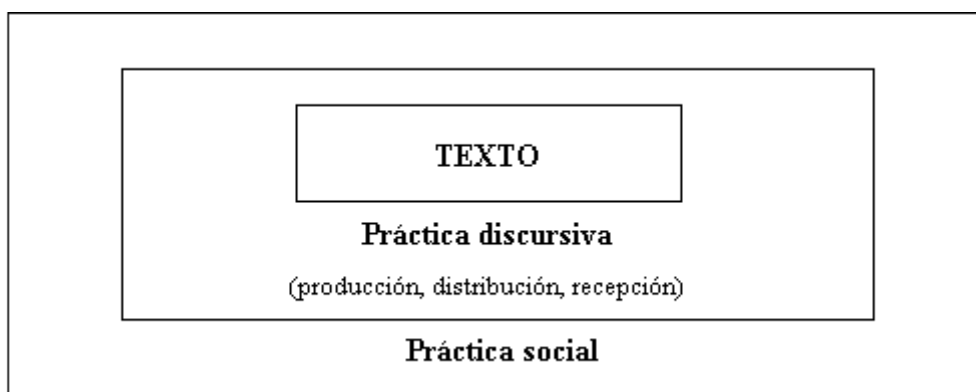 TEXTO
Práctica discursiva
(producción, distribución, recepción)
Práctica social